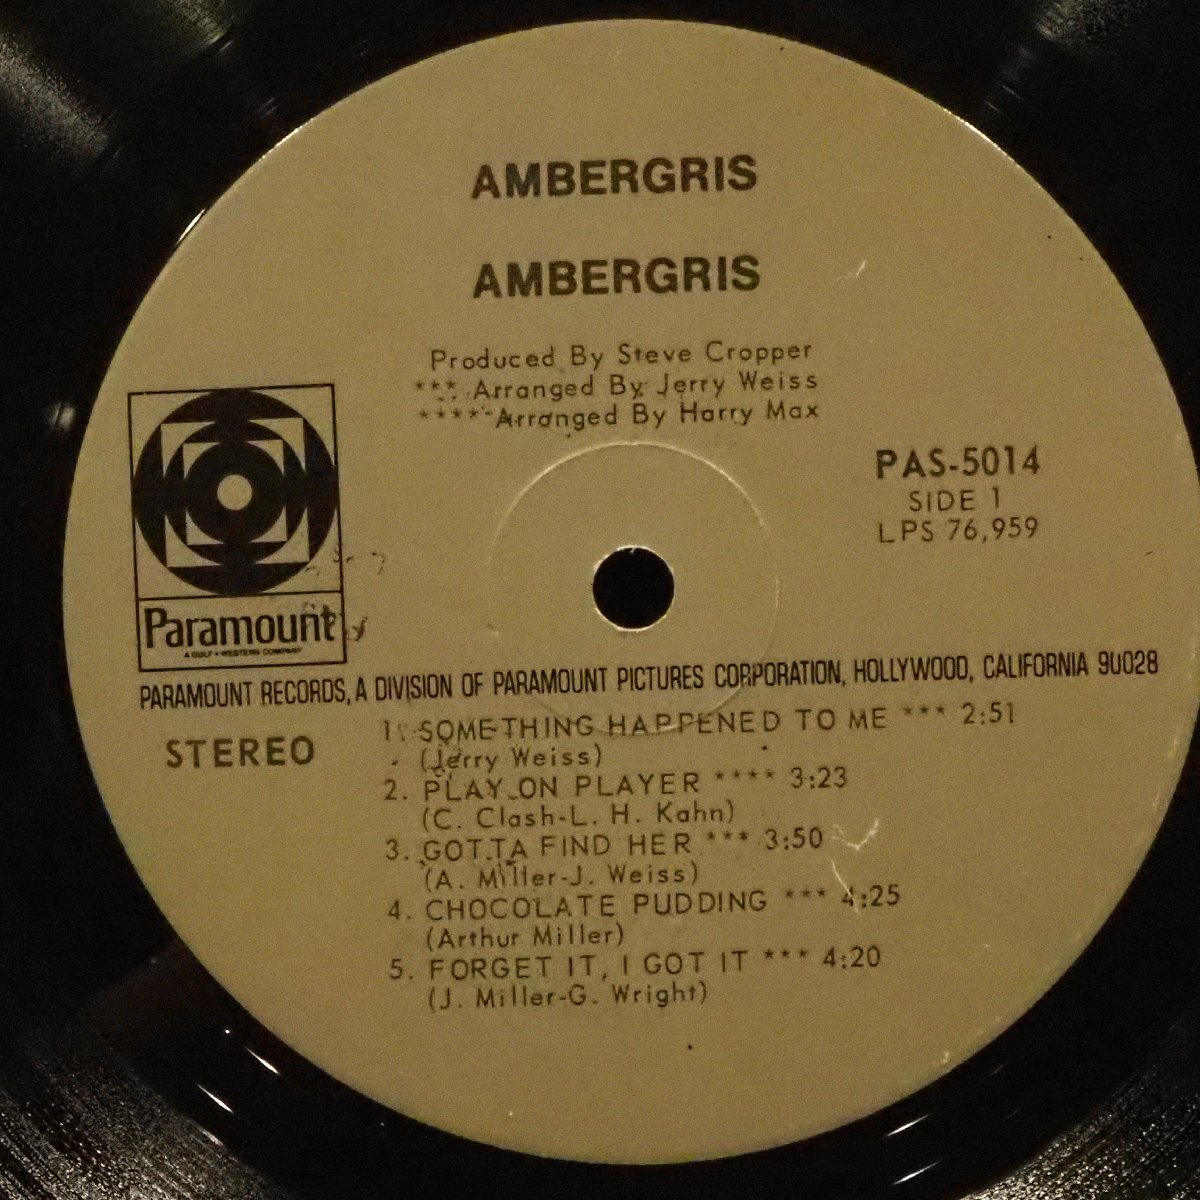 AMBERGRIS
AMBERGRIS
Produced By Steve Cropper
*** Arranged By Jerry Weiss
**** Arranged By Harry Max
PAS-5014
SIDE 1
LPS 76,959
Paramount
A GULF + WESTERN COMPANY
PARAMOUNT RECORDS, A DIVISION OF PARAMOUNT PICTURES CORPORATION, HOLLYWOOD, CALIFORNIA 90028
STEREO
1. SOMETHING HAPPENED TO ME *** 2:51
(Jerry Weiss)
2. PLAY ON PLAYER **** 3:23
(C. Clash-L. H. Kahn)
3. GOTTA FIND HER *** 3:50
(A. Miller-J. Weiss)
4. CHOCOLATE PUDDING *** 4:25
(Arthur Miller)
5. FORGET IT, I GOT IT *** 4:20
(J. Miller-G. Wright)